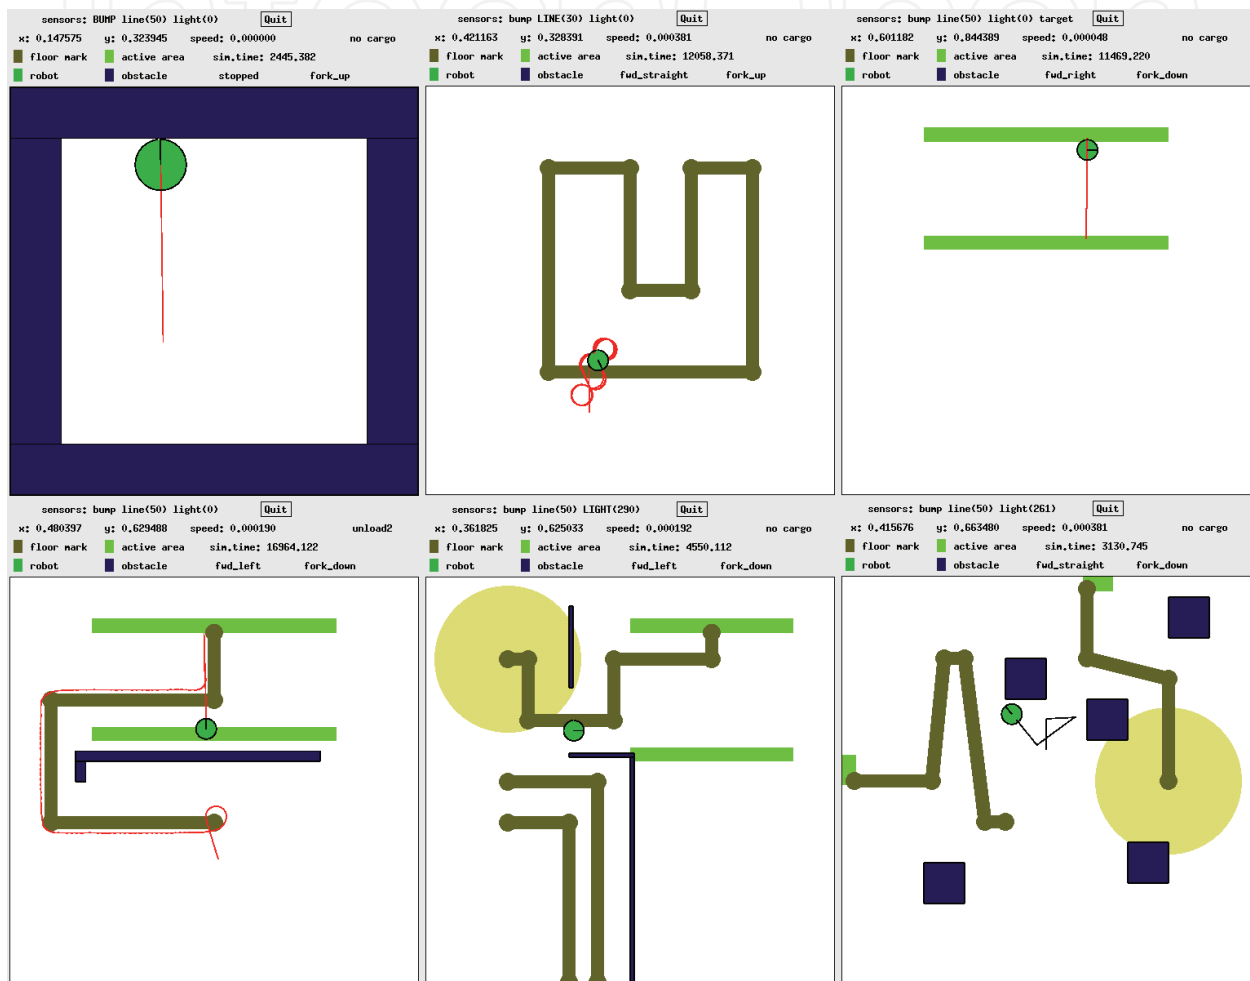 sensors: BUMP line(50) light(0) Quit
x: 0.147575 y: 0.323945 speed: 0.000000 no cargo
floor mark active area sim.time: 2445.382
robot obstacle stopped fork_up
sensors: bump LINE(30) light(0) Quit
x: 0.421163 y: 0.328391 speed: 0.000381 no cargo
floor mark active area sim.time: 12058.371
robot obstacle fwd_straight fork_up
sensors: bump line(50) light(0) target Quit
x: 0.601182 y: 0.844389 speed: 0.000048 no cargo
floor mark active area sim.time: 11469.220
robot obstacle fwd_right fork_down
sensors: bump line(50) light(0) Quit
x: 0.480397 y: 0.629488 speed: 0.000190 unload2
floor mark active area sim.time: 16964.122
robot obstacle fwd_left fork_down
sensors: bump line(50) LIGHT(290) Quit
x: 0.361825 y: 0.625033 speed: 0.000192 no cargo
floor mark active area sim.time: 4550.112
robot obstacle fwd_left fork_down
sensors: bump line(50) light(261) Quit
x: 0.415676 y: 0.663480 speed: 0.000381 no cargo
floor mark active area sim.time: 3130.745
robot obstacle fwd_straight fork_down